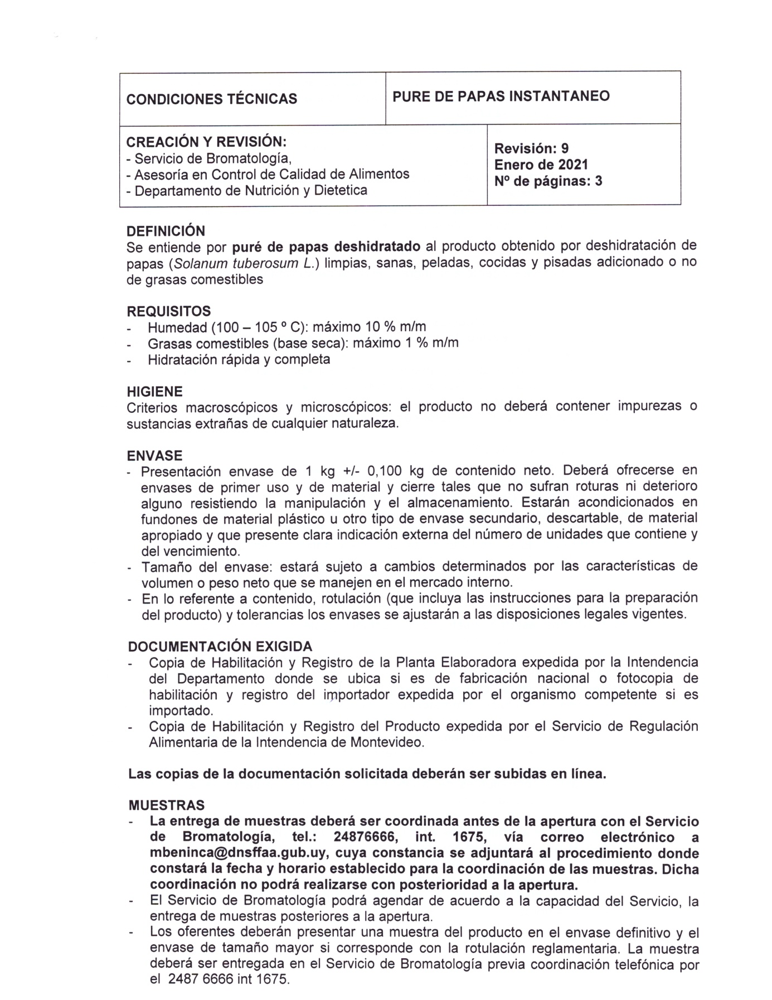 CONDICIONES TÉCNICAS
PURE DE PAPAS INSTANTANEO
CREACIÓN Y REVISIÓN:
- Servicio de Bromatología,
- Asesoría en Control de Calidad de Alimentos
- Departamento de Nutrición y Dietetica
Revisión: 9
Enero de 2021
Nº de páginas: 3
DEFINICIÓN
Se entiende por puré de papas deshidratado al producto obtenido por deshidratación de
papas (Solanum tuberosum L.) limpias, sanas, peladas, cocidas y pisadas adicionado o no
de grasas comestibles
REQUISITOS
- Humedad (100 – 105 º C): máximo 10 % m/m
- Grasas comestibles (base seca): máximo 1 % m/m
- Hidratación rápida y completa
HIGIENE
Criterios macroscópicos y microscópicos: el producto no deberá contener impurezas o
sustancias extrañas de cualquier naturaleza.
ENVASE
- Presentación envase de 1 kg +/- 0,100 kg de contenido neto. Deberá ofrecerse en
envases de primer uso y de material y cierre tales que no sufran roturas ni deterioro
alguno resistiendo la manipulación y el almacenamiento. Estarán acondicionados en
fundones de material plástico u otro tipo de envase secundario, descartable, de material
apropiado y que presente clara indicación externa del número de unidades que contiene y
del vencimiento.
- Tamaño del envase: estará sujeto a cambios determinados por las características de
volumen o peso neto que se manejen en el mercado interno.
- En lo referente a contenido, rotulación (que incluya las instrucciones para la preparación
del producto) y tolerancias los envases se ajustarán a las disposiciones legales vigentes.
DOCUMENTACIÓN EXIGIDA
- Copia de Habilitación y Registro de la Planta Elaboradora expedida por la Intendencia
del Departamento donde se ubica si es de fabricación nacional o fotocopia de
habilitación y registro del importador expedida por el organismo competente si es
importado.
- Copia de Habilitación y Registro del Producto expedida por el Servicio de Regulación
Alimentaria de la Intendencia de Montevideo.
Las copias de la documentación solicitada deberán ser subidas en línea.
MUESTRAS
- La entrega de muestras deberá ser coordinada antes de la apertura con el Servicio
de Bromatología, tel.: 24876666, int. 1675, vía correo electrónico a
mbeninca@dnsffaa.gub.uy, cuya constancia se adjuntará al procedimiento donde
constará la fecha y horario establecido para la coordinación de las muestras. Dicha
coordinación no podrá realizarse con posterioridad a la apertura.
- El Servicio de Bromatología podrá agendar de acuerdo a la capacidad del Servicio, la
entrega de muestras posteriores a la apertura.
- Los oferentes deberán presentar una muestra del producto en el envase definitivo y el
envase de tamaño mayor si corresponde con la rotulación reglamentaria. La muestra
deberá ser entregada en el Servicio de Bromatología previa coordinación telefónica por
el 2487 6666 int 1675.